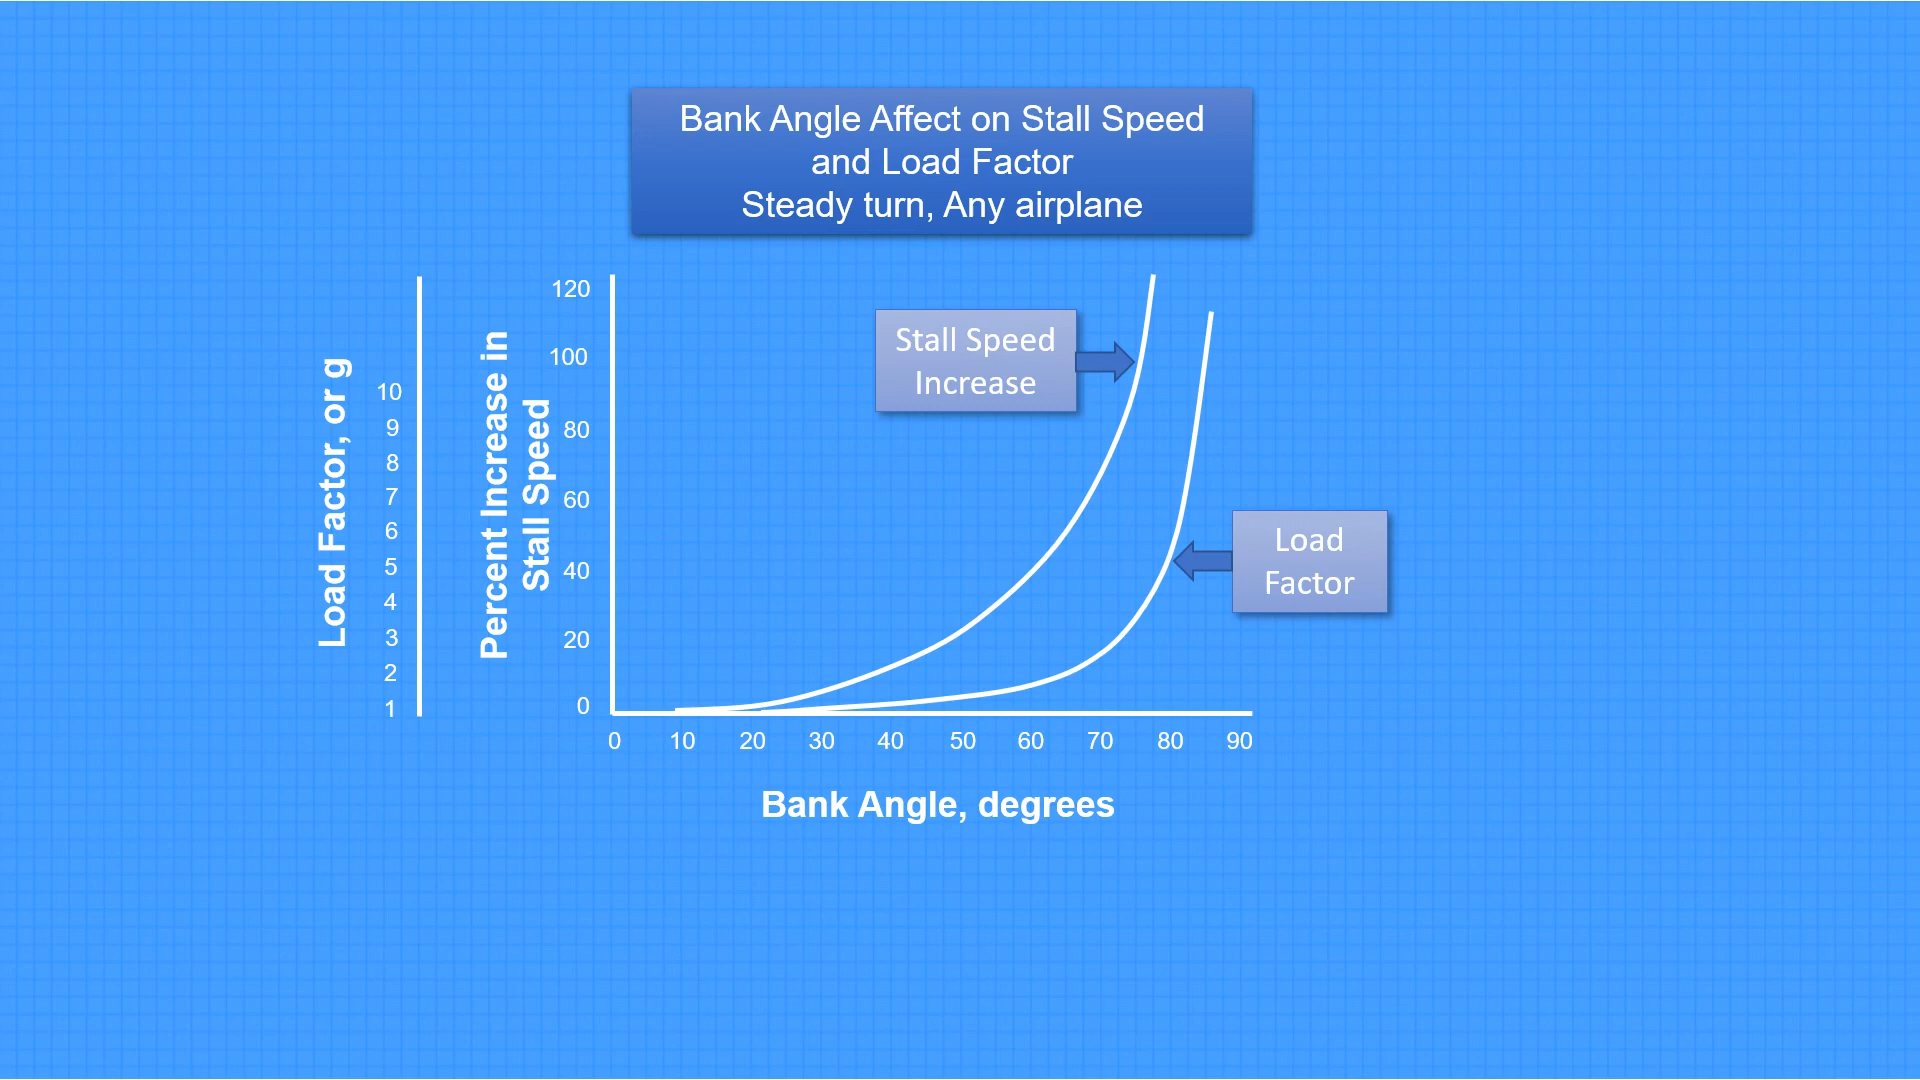 Bank Angle Affect on Stall Speed
and Load Factor
Steady turn, Any airplane
Load Factor, or g
10
9
8
7
6
5
4
3
2
1
Percent Increase in
Stall Speed
120
100
80
60
40
20
0
Stall Speed
Increase
Load
Factor
0 10 20 30 40 50 60 70 80 90
Bank Angle, degrees